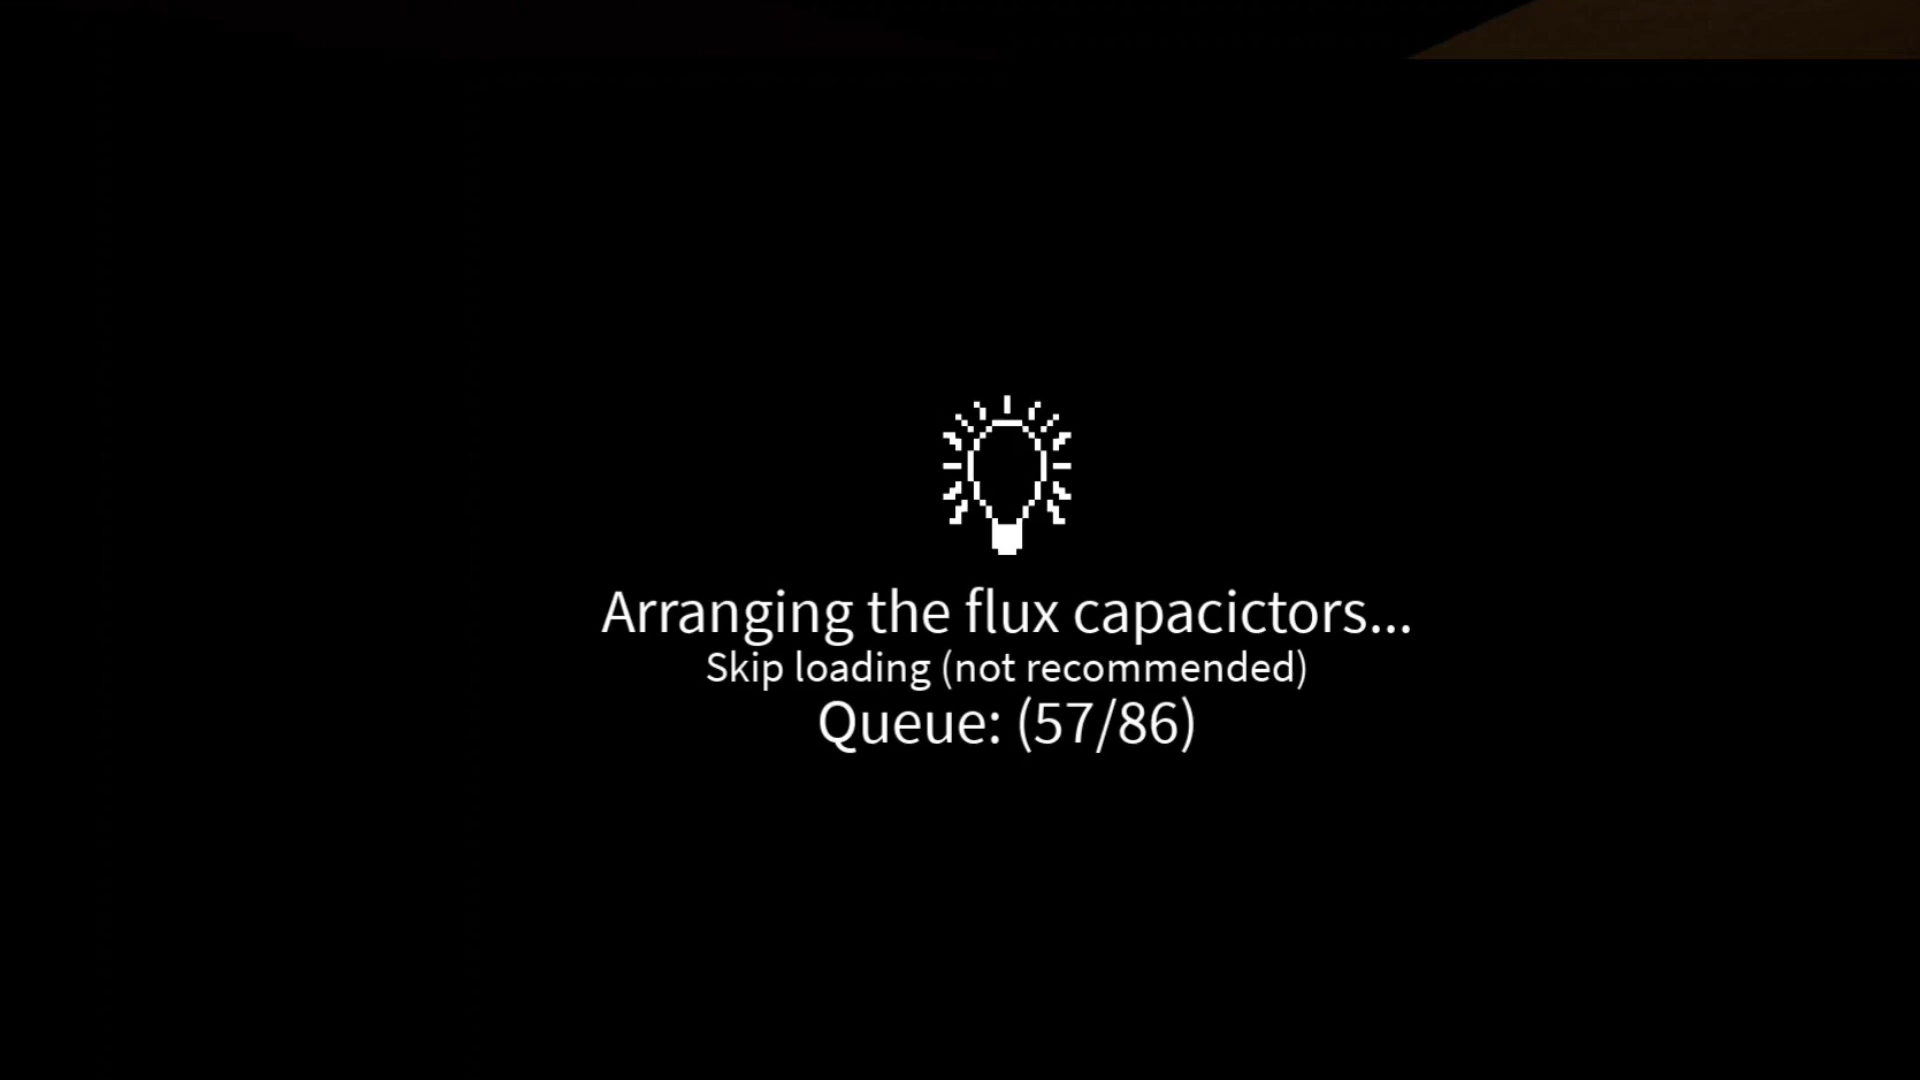 Arranging the flux capacictors...
Skip loading (not recommended)
Queue: (57/86)